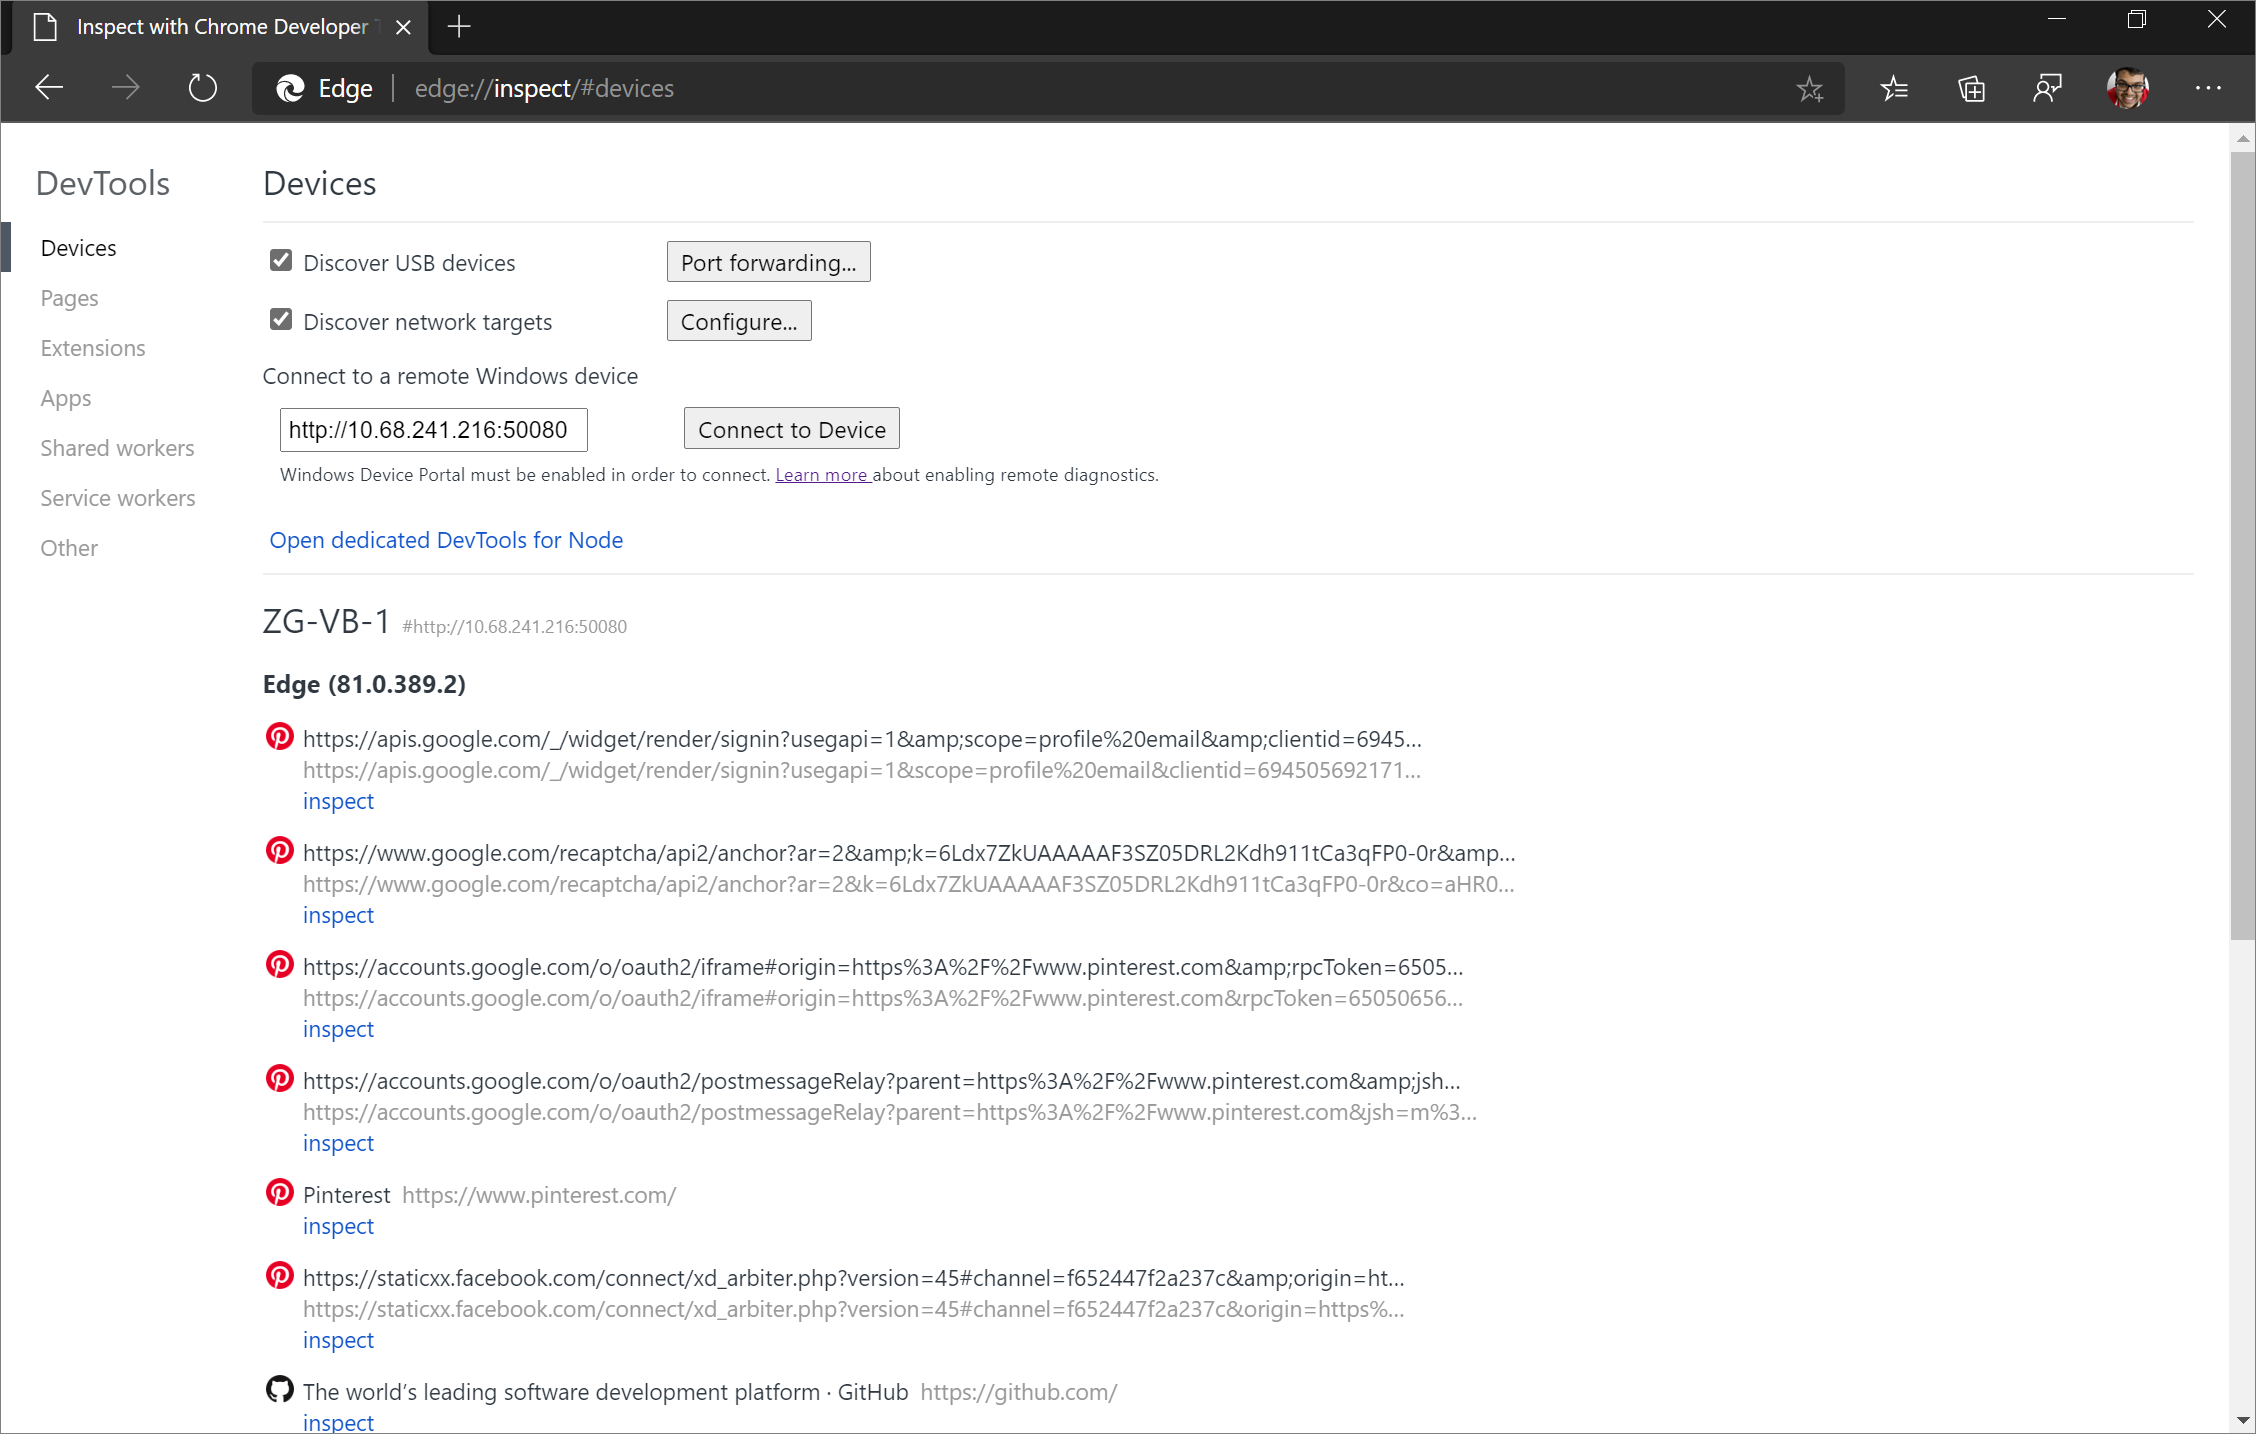 Inspect with Chrome Developer
Edge edge://inspect/#devices
DevTools
Devices
Pages
Extensions
Apps
Shared workers
Service workers
Other
Devices
Discover USB devices Port forwarding...
Discover network targets Configure...
Connect to a remote Windows device
http://10.68.241.216:50080 Connect to Device
Windows Device Portal must be enabled in order to connect. Learn more about enabling remote diagnostics.
Open dedicated DevTools for Node
ZG-VB-1 #http://10.68.241.216:50080
Edge (81.0.389.2)
https://apis.google.com/_/widget/render/signin?usegapi=1&amp;scope=profile%20email&amp;clientid=6945...
https://apis.google.com/_/widget/render/signin?usegapi=1&scope=profile%20email&clientid=694505692171...
inspect
https://www.google.com/recaptcha/api2/anchor?ar=2&amp;k=6Ldx7ZkUAAAAAF3SZ05DRL2Kdh911tCa3qFP0-0r&amp...
https://www.google.com/recaptcha/api2/anchor?ar=2&k=6Ldx7ZkUAAAAAF3SZ05DRL2Kdh911tCa3qFP0-0r&co=aHR0...
inspect
https://accounts.google.com/o/oauth2/iframe#origin=https%3A%2F%2Fwww.pinterest.com&amp;rpcToken=6505...
https://accounts.google.com/o/oauth2/iframe#origin=https%3A%2F%2Fwww.pinterest.com&rpcToken=65050656...
inspect
https://accounts.google.com/o/oauth2/postmessageRelay?parent=https%3A%2F%2Fwww.pinterest.com&amp;jsh...
https://accounts.google.com/o/oauth2/postmessageRelay?parent=https%3A%2F%2Fwww.pinterest.com&jsh=m%3...
inspect
Pinterest https://www.pinterest.com/
inspect
https://staticxx.facebook.com/connect/xd_arbiter.php?version=45#channel=f652447f2a237c&amp;origin=ht...
https://staticxx.facebook.com/connect/xd_arbiter.php?version=45#channel=f652447f2a237c&origin=https%...
inspect
The world's leading software development platform · GitHub https://github.com/
inspect